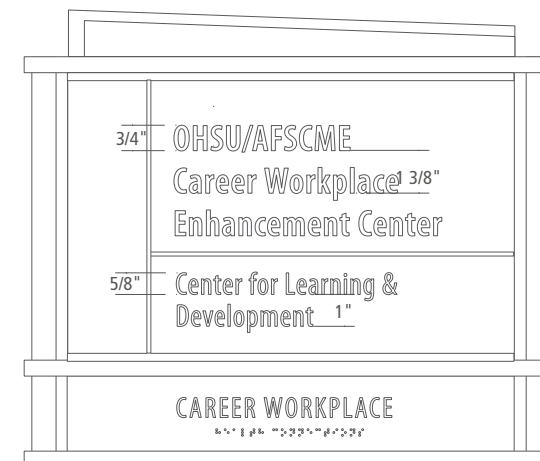 3/4"
OHSU/AFSCME
Career Workplace
1 3/8"
Enhancement Center
5/8"
Center for Learning &
Development
1"
CAREER WORKPLACE